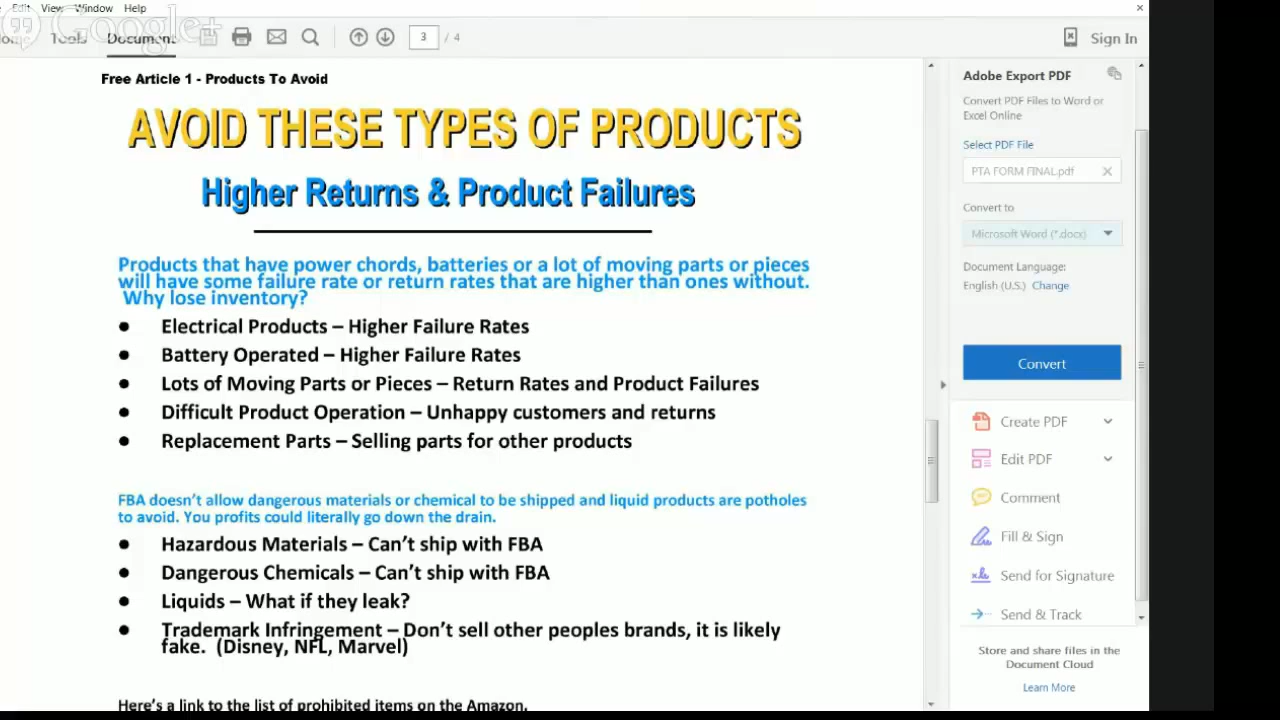 Edit View Window Help
Google+
Tools Document 3 / 4 Sign In
Free Article 1 - Products To Avoid
AVOID THESE TYPES OF PRODUCTS
Higher Returns & Product Failures
Products that have power chords, batteries or a lot of moving parts or pieces
will have some failure rate or return rates that are higher than ones without.
Why lose inventory?
● Electrical Products – Higher Failure Rates
● Battery Operated – Higher Failure Rates
● Lots of Moving Parts or Pieces – Return Rates and Product Failures
● Difficult Product Operation – Unhappy customers and returns
● Replacement Parts – Selling parts for other products
FBA doesn't allow dangerous materials or chemical to be shipped and liquid products are potholes
to avoid. You profits could literally go down the drain.
● Hazardous Materials – Can't ship with FBA
● Dangerous Chemicals – Can't ship with FBA
● Liquids – What if they leak?
● Trademark Infringement – Don't sell other peoples brands, it is likely
fake. (Disney, NFL, Marvel)
Here's a link to the list of prohibited items on the Amazon.
Adobe Export PDF
Convert PDF Files to Word or
Excel Online
Select PDF File
PTA FORM FINAL.pdf
Convert to
Microsoft Word (*.docx)
Document Language:
English (U.S.) Change
Convert
Create PDF
Edit PDF
Comment
Fill & Sign
Send for Signature
Send & Track
Store and share files in the
Document Cloud
Learn More